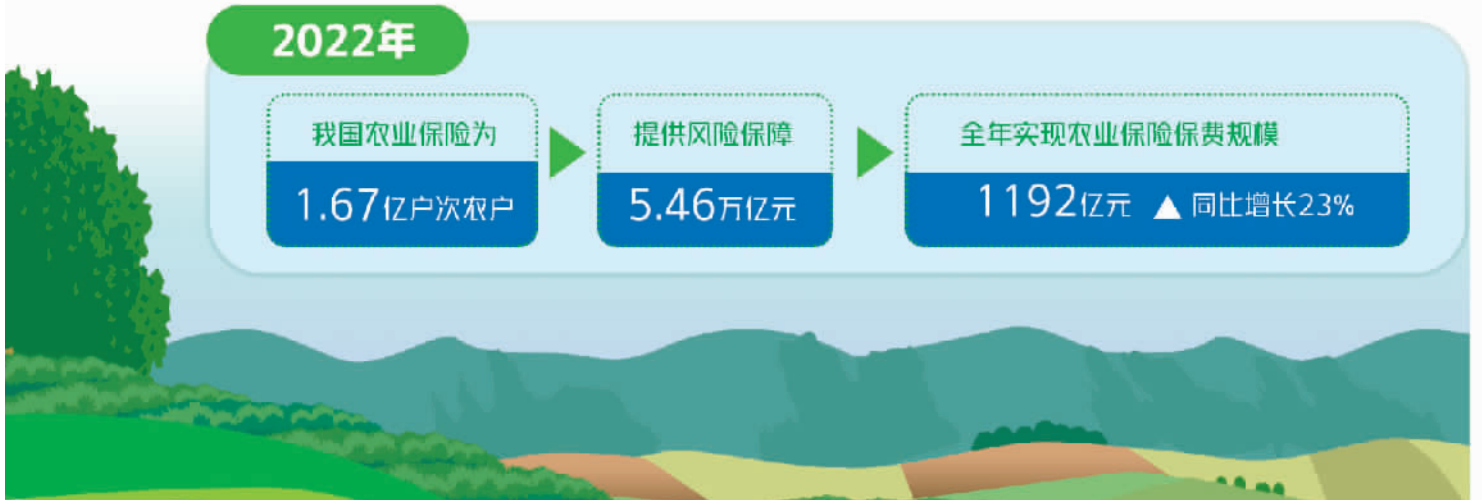 2022年
我国农业保险为
1.67亿户次农户
提供风险保障
5.46万亿元
全年实现农业保险保费规模
1192亿元 ▲ 同比增长23%